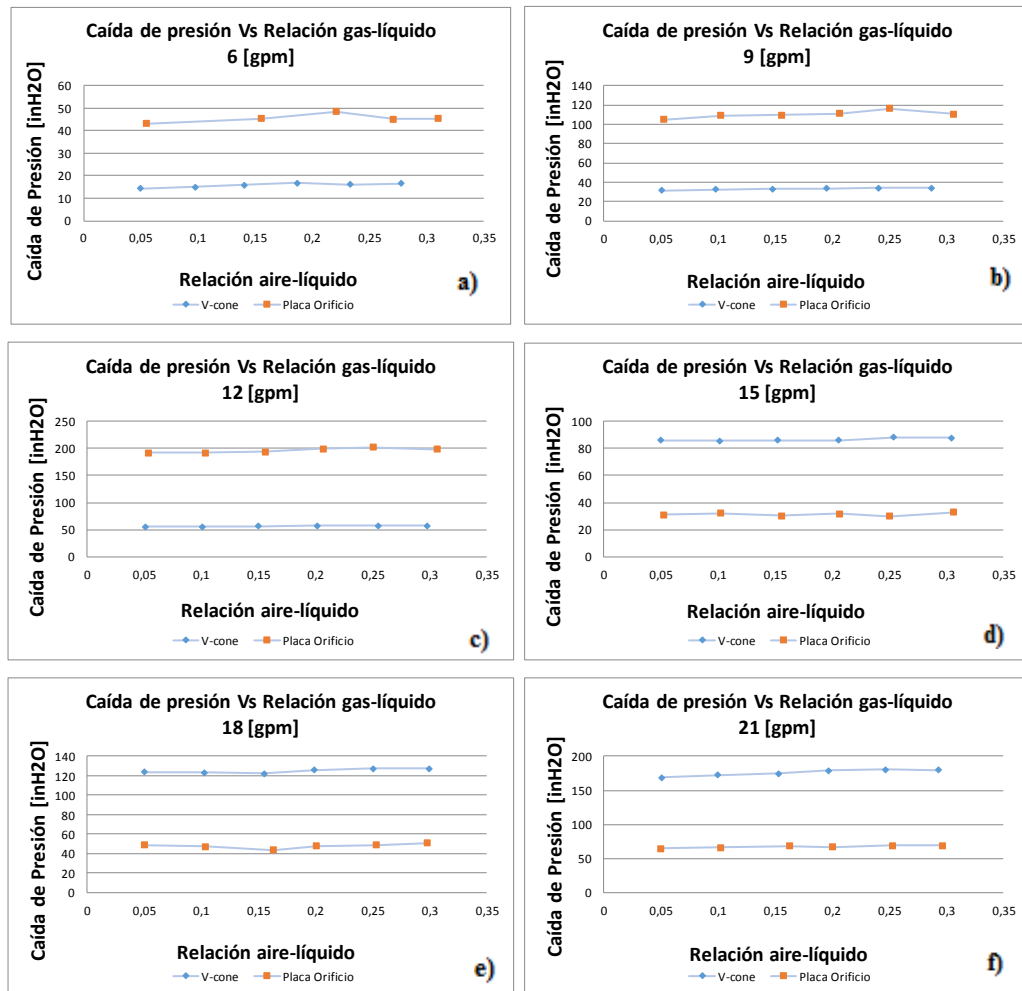 Caída de presión Vs Relación gas-líquido
6 [gpm]
Caída de Presión [inH2O]
60
50
40
30
20
10
0
0 0,05 0,1 0,15 0,2 0,25 0,3 0,35
Relación aire-líquido
a)
V-cone Placa Orificio
Caída de presión Vs Relación gas-líquido
9 [gpm]
Caída de Presión [inH2O]
140
120
100
80
60
40
20
0
0 0,05 0,1 0,15 0,2 0,25 0,3 0,35
Relación aire-líquido
b)
V-cone Placa Orificio
Caída de presión Vs Relación gas-líquido
12 [gpm]
Caída de Presión [inH2O]
250
200
150
100
50
0
0 0,05 0,1 0,15 0,2 0,25 0,3 0,35
Relación aire-líquido
c)
V-cone Placa Orificio
Caída de presión Vs Relación gas-líquido
15 [gpm]
Caída de Presión [inH2O]
100
80
60
40
20
0
0 0,05 0,1 0,15 0,2 0,25 0,3 0,35
Relación aire-líquido
d)
V-cone Placa Orificio
Caída de presión Vs Relación gas-líquido
18 [gpm]
Caída de Presión [inH2O]
140
120
100
80
60
40
20
0
0 0,05 0,1 0,15 0,2 0,25 0,3 0,35
Relación aire-líquido
e)
V-cone Placa Orificio
Caída de presión Vs Relación gas-líquido
21 [gpm]
Caída de Presión [inH2O]
200
150
100
50
0
0 0,05 0,1 0,15 0,2 0,25 0,3 0,35
Relación aire-líquido
f)
V-cone Placa Orificio